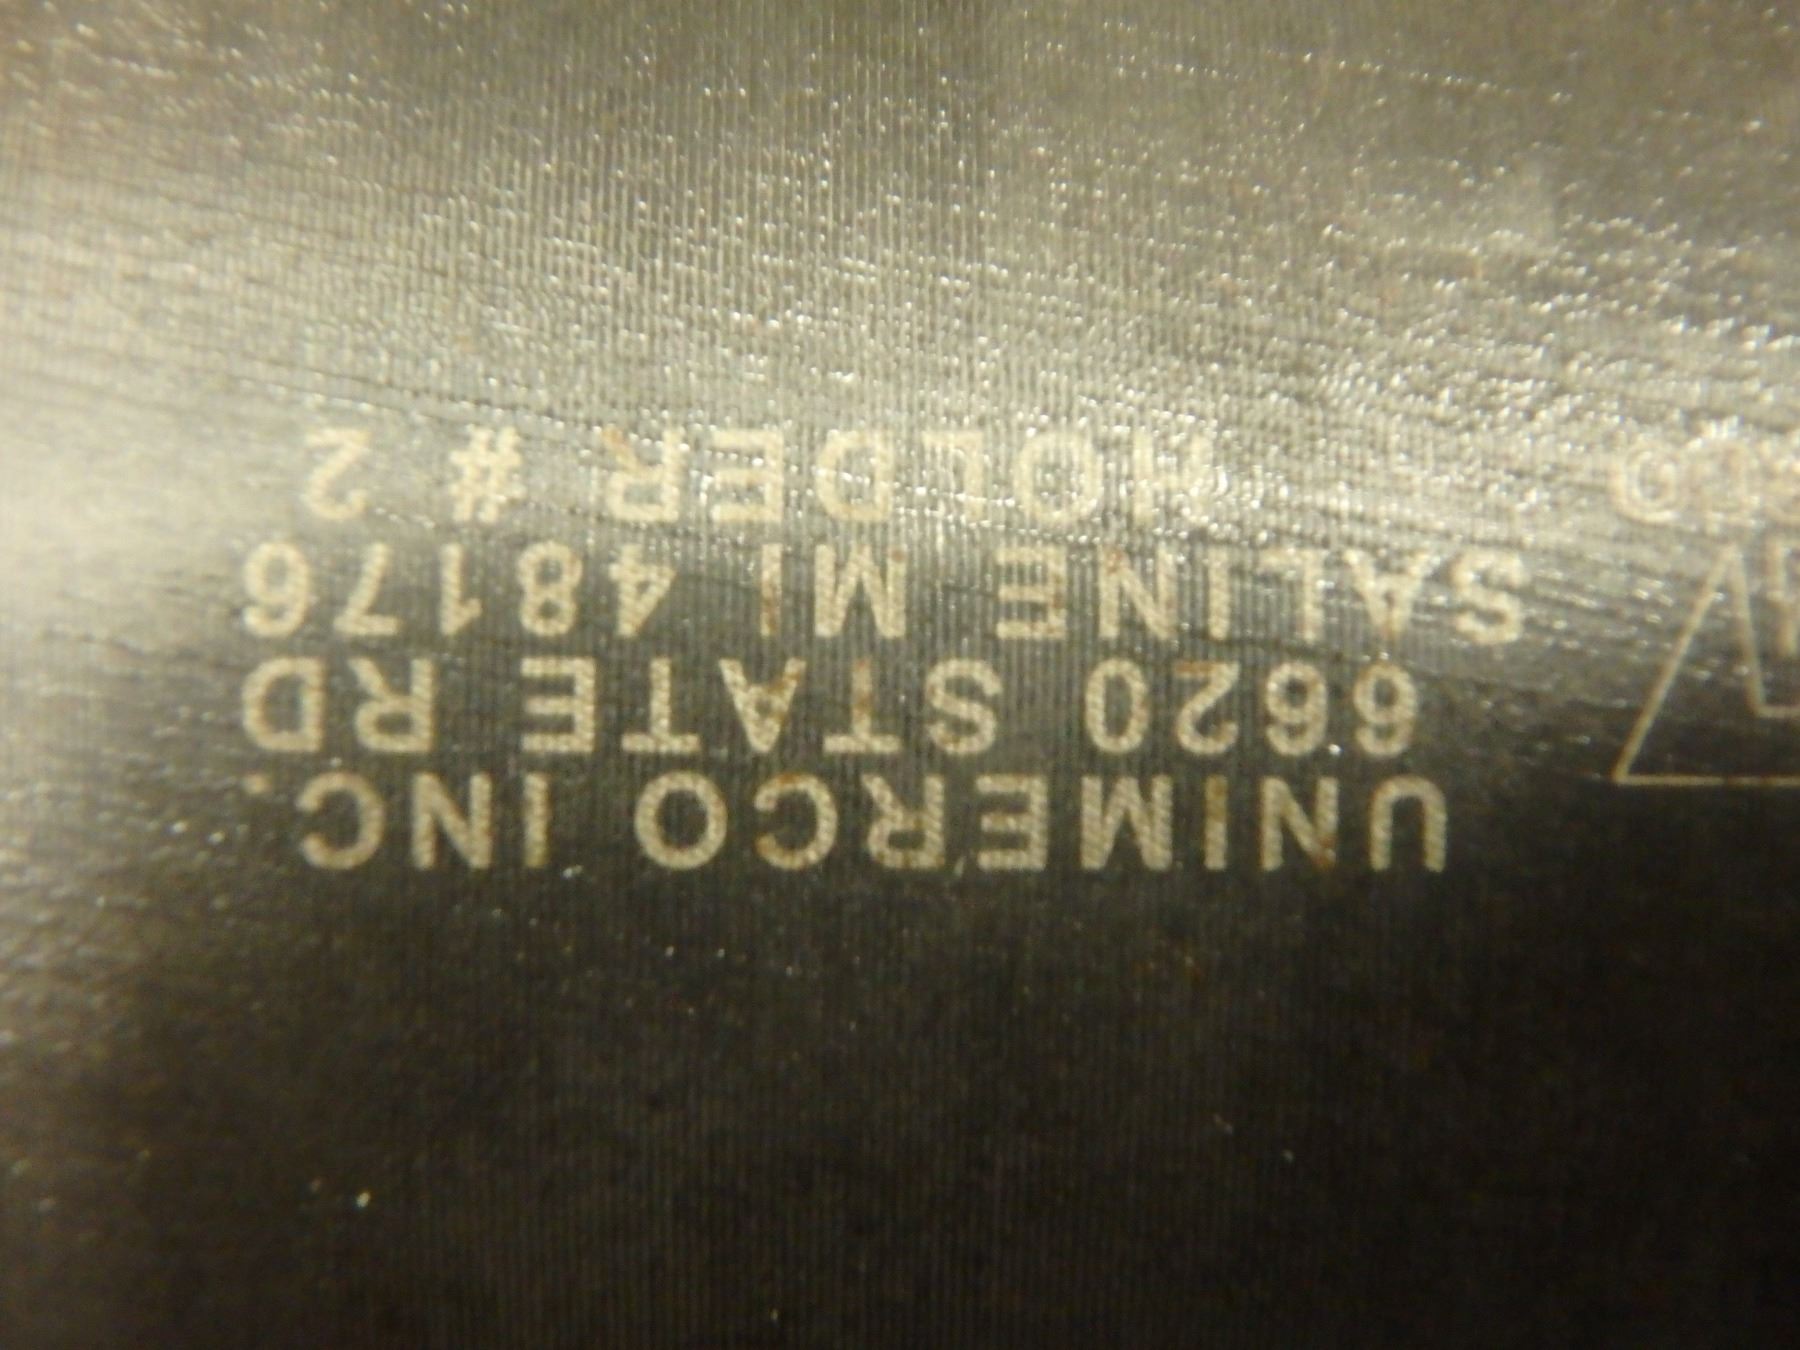 UNIMERCO INC.
6620 STATE RD
SALINE MI 48176
HOLDER # 2